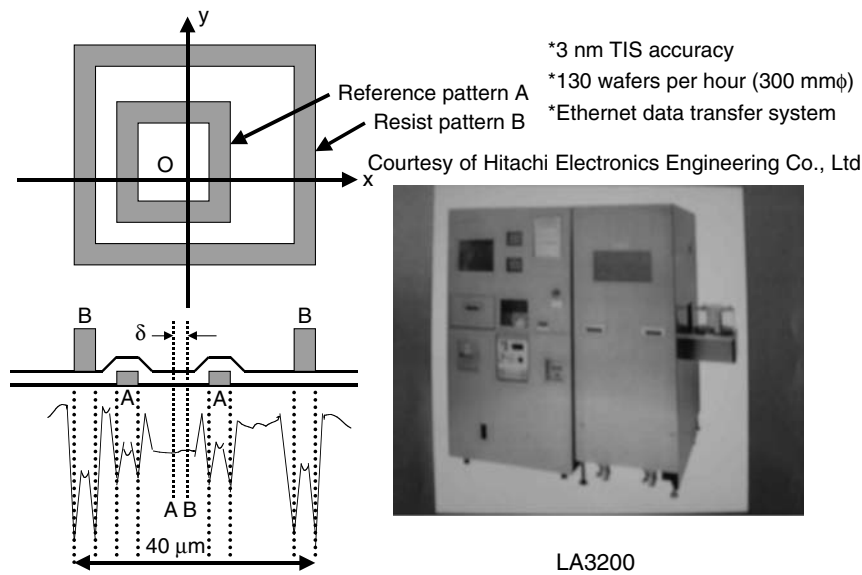 y
*3 nm TIS accuracy
*130 wafers per hour (300 mmϕ)
*Ethernet data transfer system
Reference pattern A
Resist pattern B
O
x
Courtesy of Hitachi Electronics Engineering Co., Ltd
B
δ
B
A
A
A B
40 μm
LA3200